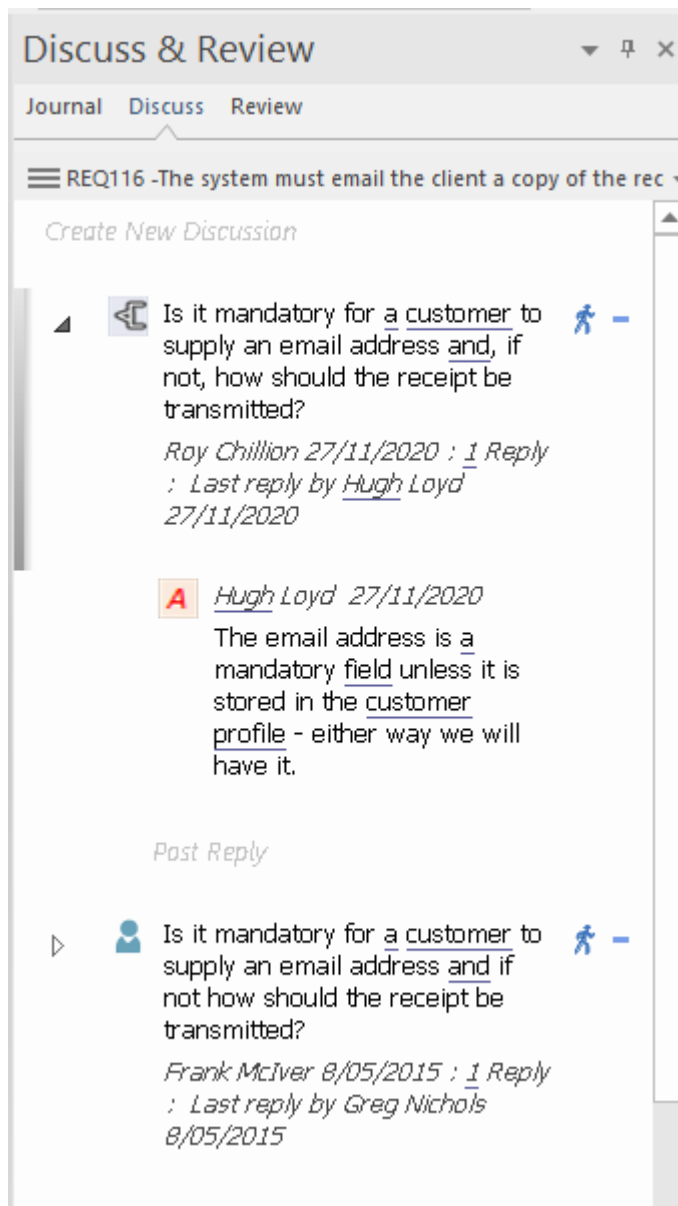 Discuss & Review
Journal Discuss Review
REQ116 -The system must email the client a copy of the rec
Create New Discussion
Is it mandatory for a customer to
supply an email address and, if
not, how should the receipt be
transmitted?
Roy Chillion 27/11/2020 : 1 Reply
: Last reply by Hugh Loyd
27/11/2020
A Hugh Loyd 27/11/2020
The email address is a
mandatory field unless it is
stored in the customer
profile - either way we will
have it.
Post Reply
Is it mandatory for a customer to
supply an email address and if
not how should the receipt be
transmitted?
Frank McIver 8/05/2015 : 1 Reply
: Last reply by Greg Nichols
8/05/2015